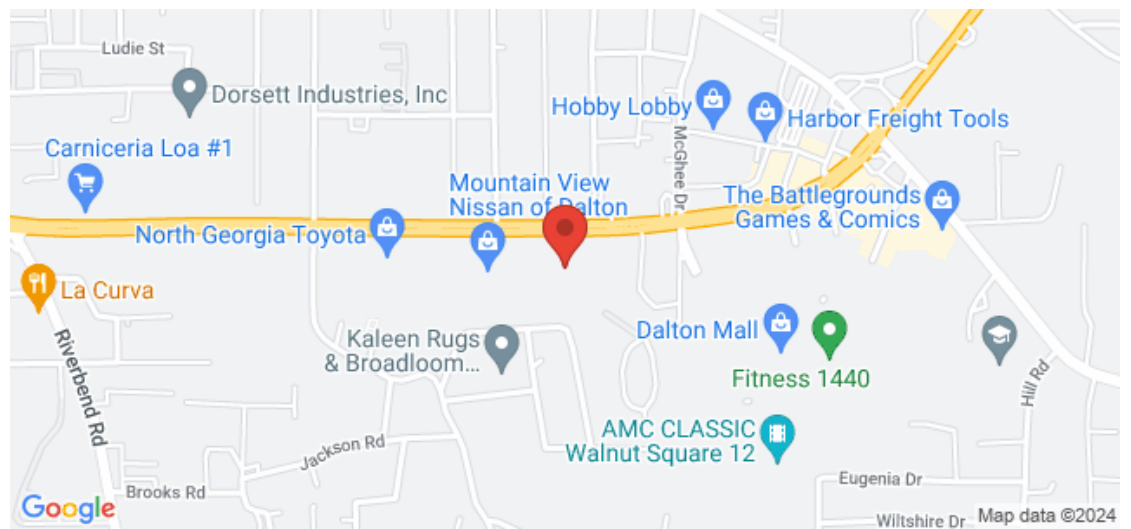 Ludie St
Dorsett Industries, Inc
Hobby Lobby
Harbor Freight Tools
Carniceria Loa #1
McGhee Dr
Mountain View
Nissan of Dalton
The Battlegrounds
Games & Comics
North Georgia Toyota
La Curva
Riverbend Rd
Kaleen Rugs
& Broadloom...
Dalton Mall
Fitness 1440
Hill Rd
AMC CLASSIC
Walnut Square 12
Jackson Rd
Brooks Rd
Eugenia Dr
Google
Wiltshire Dr
Map data ©2024